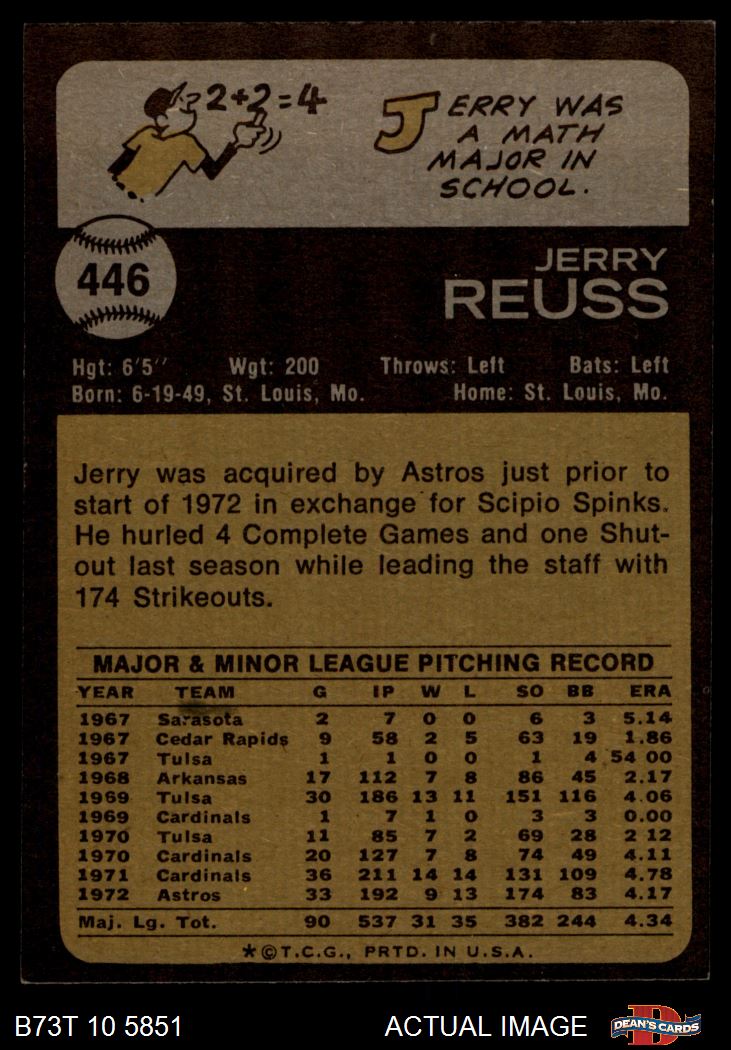 2+2=4
JERRY WAS
A MATH
MAJOR IN
SCHOOL.
446
JERRY
REUSS
Hgt: 6'5'' Wgt: 200 Throws: Left Bats: Left
Born: 6-19-49, St. Louis, Mo. Home: St. Louis, Mo.
Jerry was acquired by Astros just prior to
start of 1972 in exchange for Scipio Spinks.
He hurled 4 Complete Games and one Shut-
out last season while leading the staff with
174 Strikeouts.
MAJOR & MINOR LEAGUE PITCHING RECORD
YEAR TEAM G IP W L SO BB ERA
1967 Sarasota 2 7 0 0 6 3 5.14
1967 Cedar Rapids 9 58 2 5 63 19 1.86
1967 Tulsa 1 1 0 0 1 4 54 00
1968 Arkansas 17 112 7 8 86 45 2.17
1969 Tulsa 30 186 13 11 151 116 4.06
1969 Cardinals 1 7 1 0 3 3 0.00
1970 Tulsa 11 85 7 2 69 28 2 12
1970 Cardinals 20 127 7 8 74 49 4.11
1971 Cardinals 36 211 14 14 131 109 4.78
1972 Astros 33 192 9 13 174 83 4.17
Maj. Lg. Tot. 90 537 31 35 382 244 4.34
*©T.C.G., PRTD. IN U.S.A.
B73T 10 5851 ACTUAL IMAGE DEAN'S CARDS